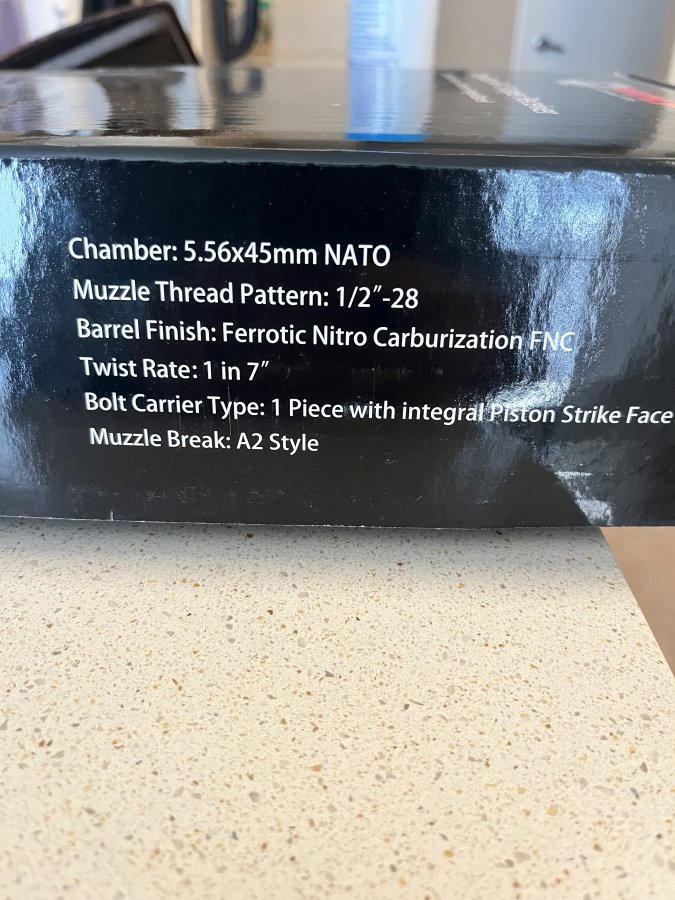 Chamber: 5.56x45mm NATO
Muzzle Thread Pattern: 1/2”-28
Barrel Finish: Ferrotic Nitro Carburization FNC
Twist Rate: 1 in 7”
Bolt Carrier Type: 1 Piece with integral Piston Strike Face
Muzzle Break: A2 Style